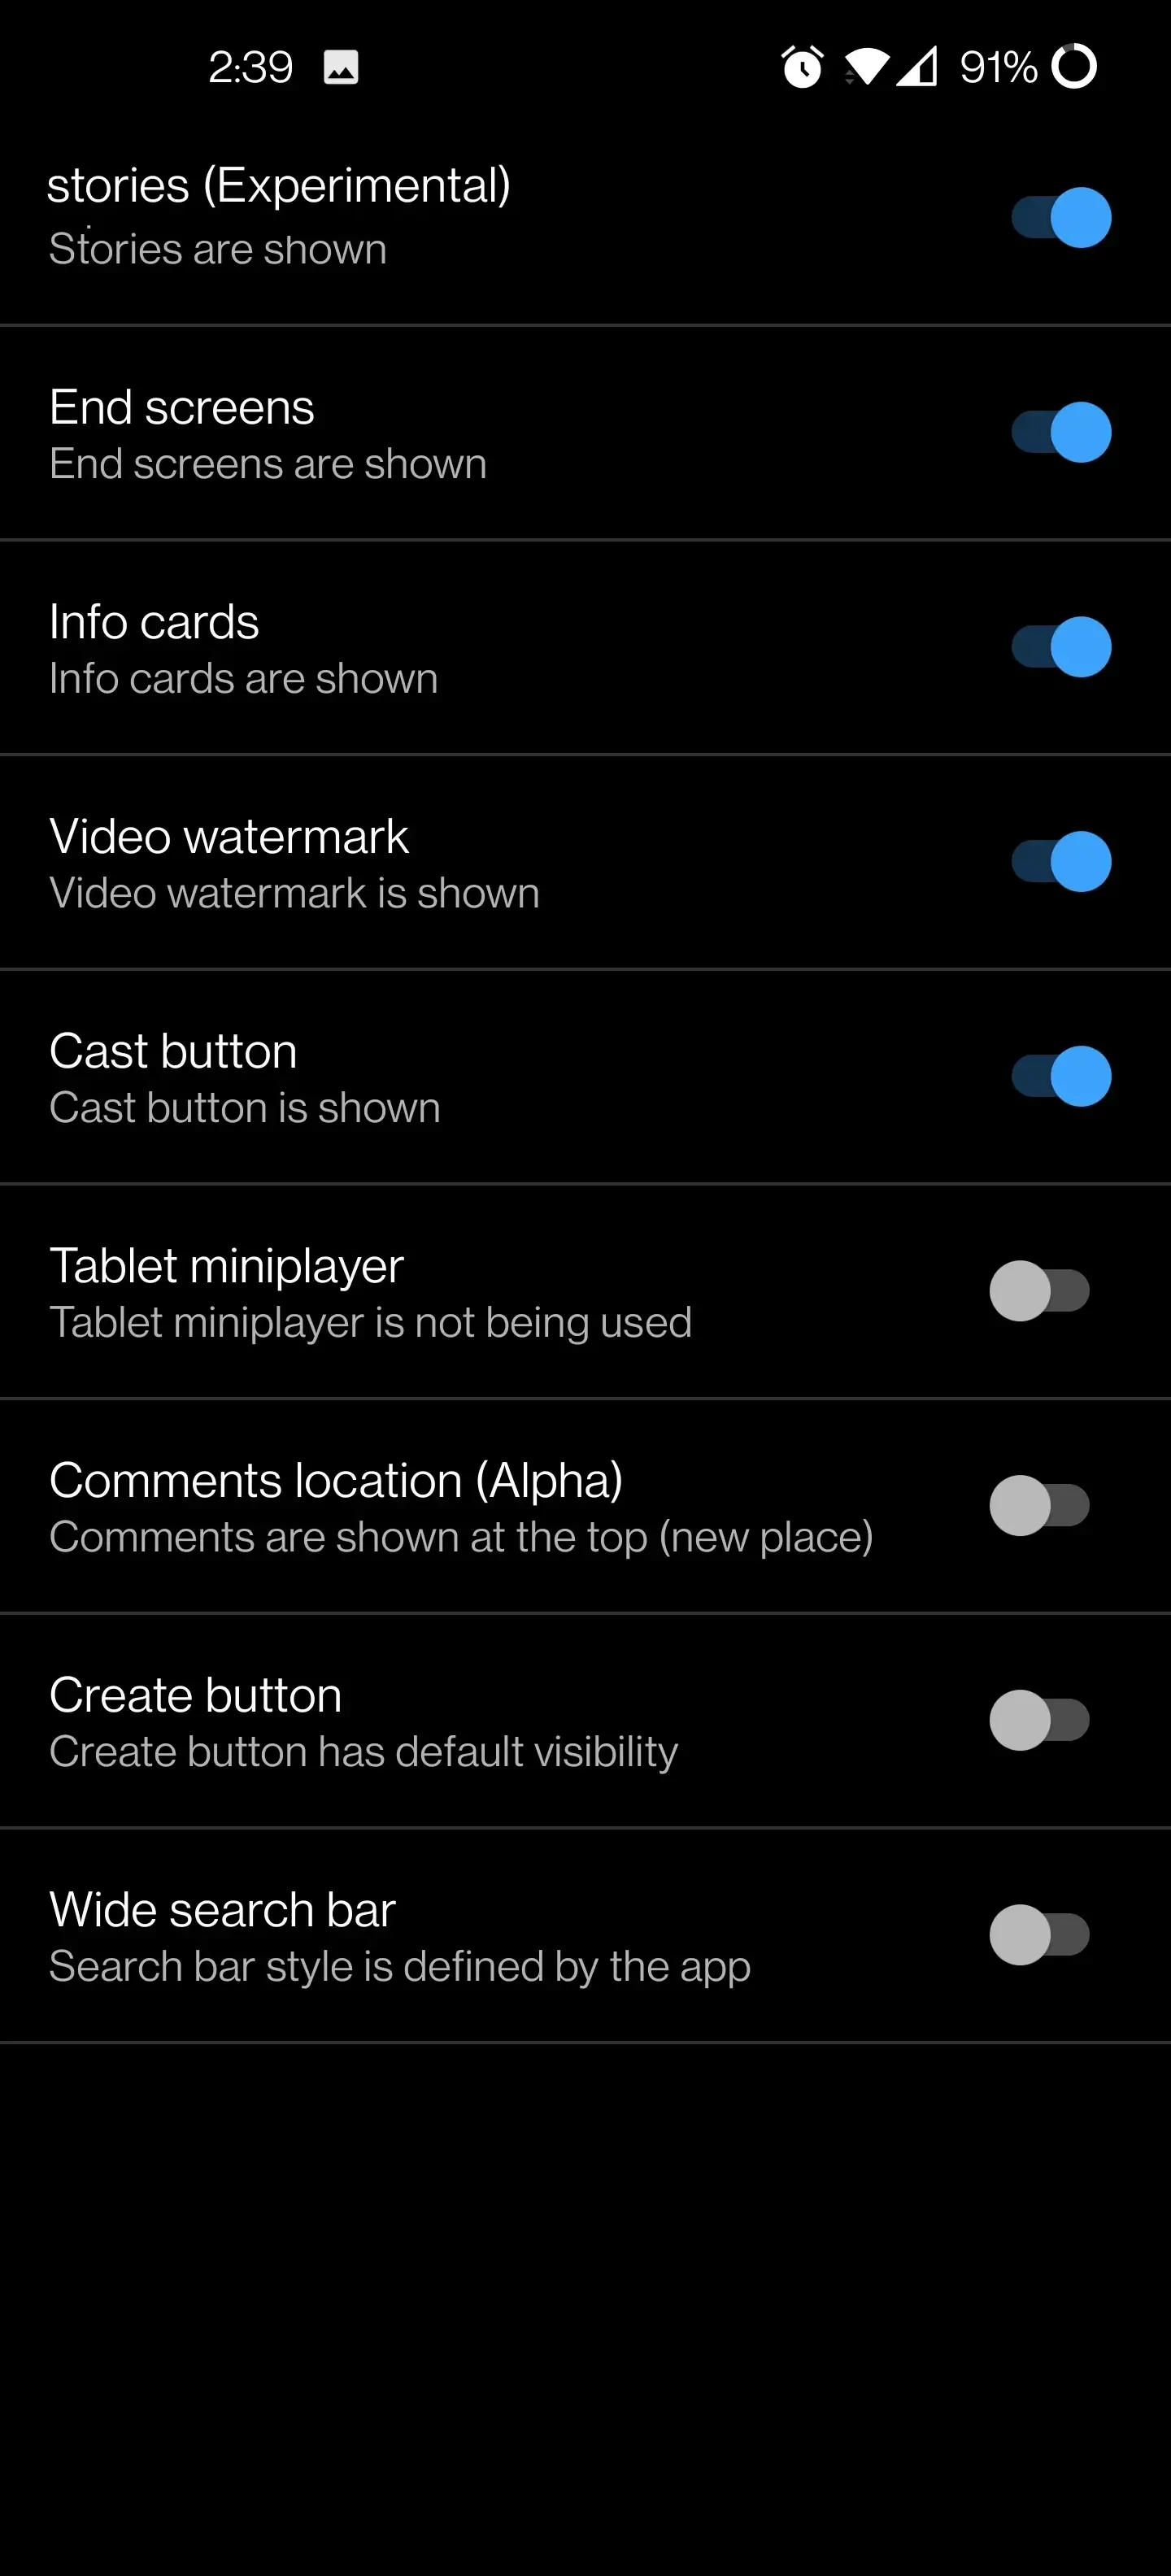 2:39 91%
stories (Experimental)
Stories are shown
End screens
End screens are shown
Info cards
Info cards are shown
Video watermark
Video watermark is shown
Cast button
Cast button is shown
Tablet miniplayer
Tablet miniplayer is not being used
Comments location (Alpha)
Comments are shown at the top (new place)
Create button
Create button has default visibility
Wide search bar
Search bar style is defined by the app